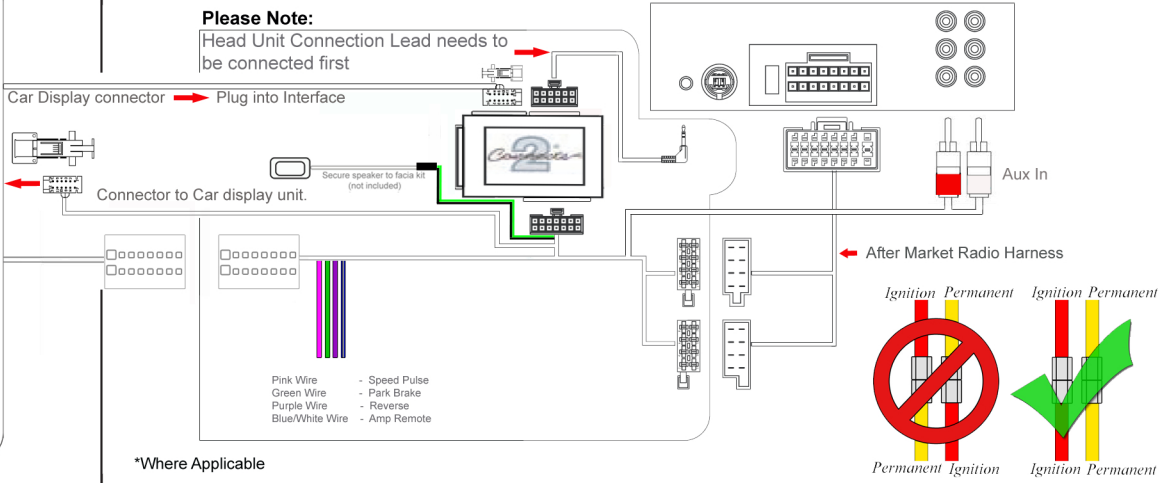 Please Note:
Head Unit Connection Lead needs to
be connected first
Car Display connector
Plug into Interface
2
Connects
Secure speaker to facia kit
(not included)
Aux In
Connector to Car display unit.
After Market Radio Harness
Ignition Permanent
Ignition Permanent
Pink Wire - Speed Pulse
Green Wire - Park Brake
Purple Wire - Reverse
Blue/White Wire - Amp Remote
Permanent Ignition
Ignition Permanent
*Where Applicable